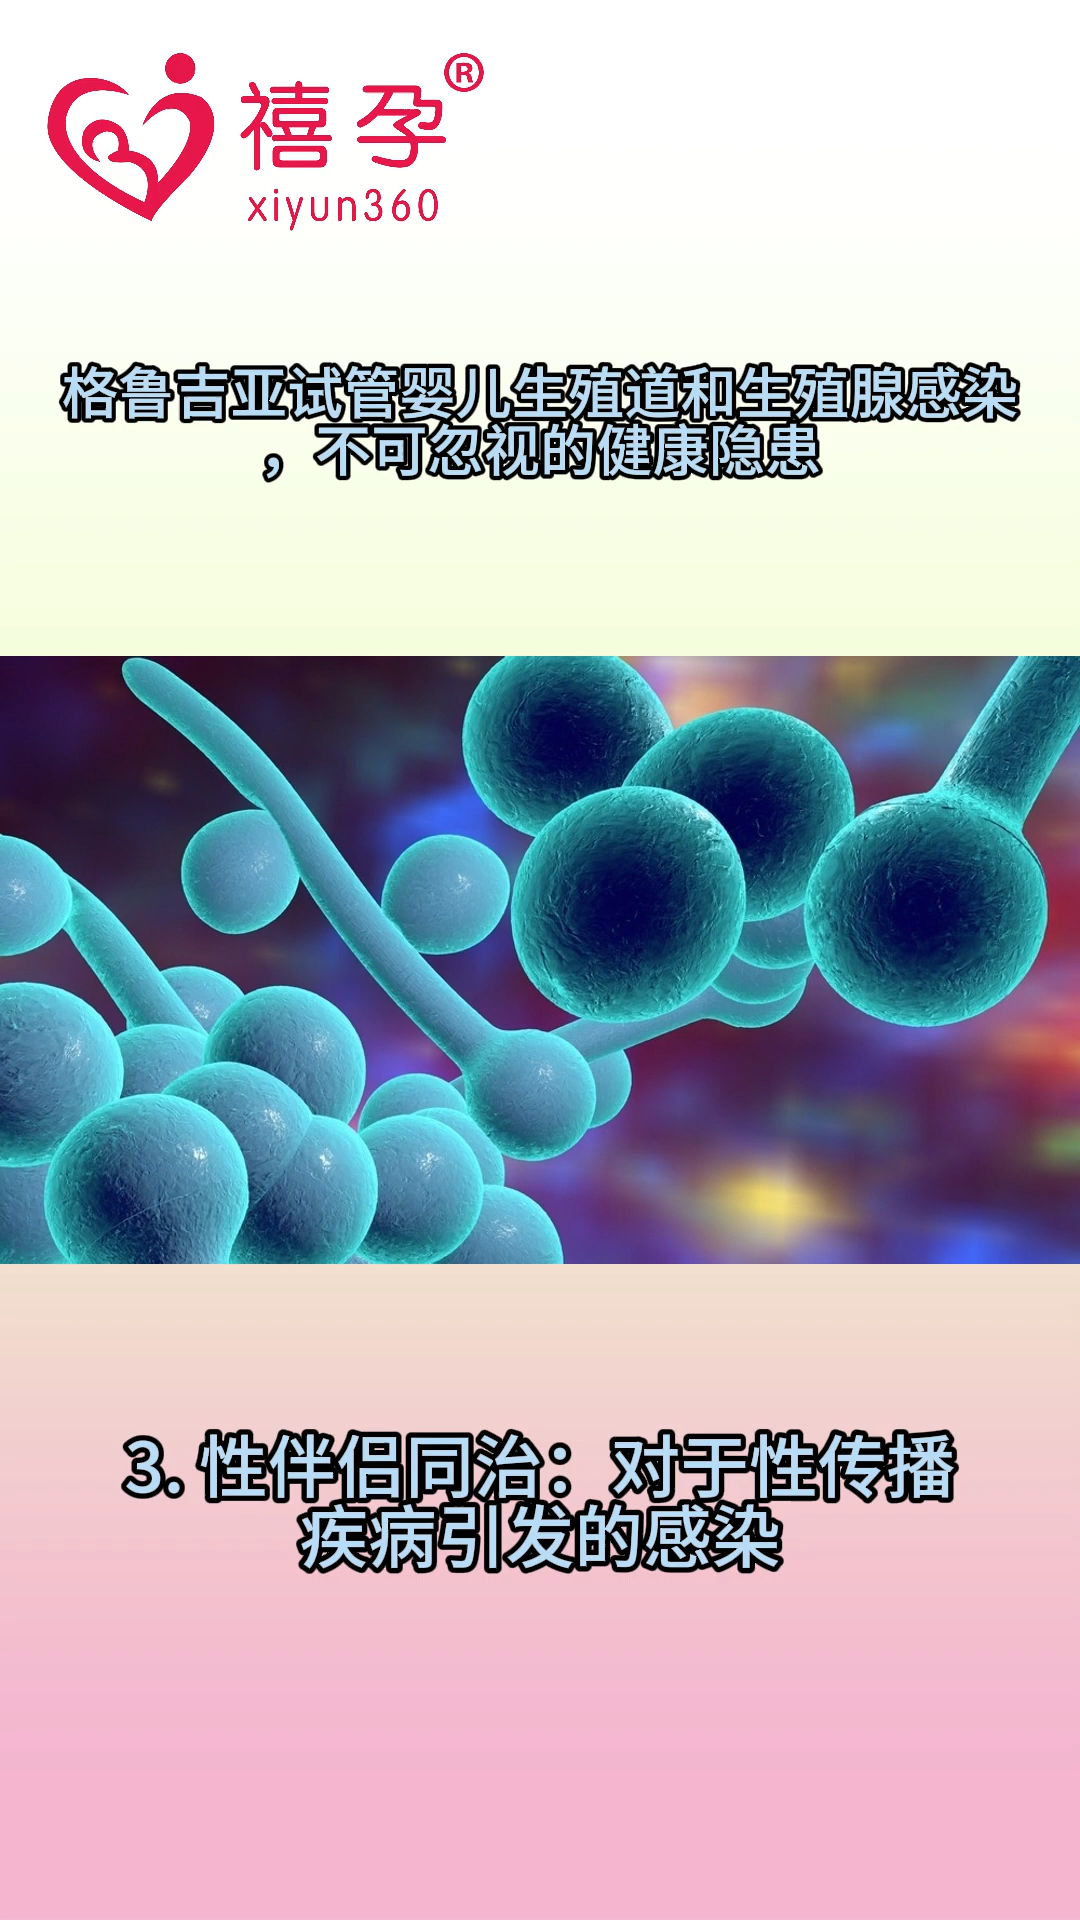 禧孕®
xiyun360
格鲁吉亚试管婴儿生殖道和生殖腺感染
，不可忽视的健康隐患
3. 性伴侣同治：对于性传播
疾病引发的感染